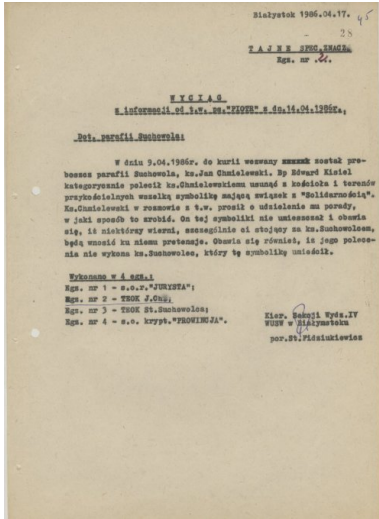 Białystok 1986.04.17.
45
- 28
T A J N E SPEC.ZNACZ.
Egz. nr 2.
W Y C I Ą G
z informacji od t.w. ps."PIOTR" z dn.14.04.1986r.,
Dot. parafii Suchowola:
W dniu 9.04.1986r. do kurii wezwany został pro-
boszcz parafii Suchowola, ks.Jan Chmielewski. Bp Edward Kisiel
kategorycznie polecił ks.Chmielewskiemu usunąć z kościoła i terenów
przykościelnych wszelką symbolikę mającą związek z "Solidarnością".
Ks.Chmielewski w rozmowie z t.w. prosił o udzielenie mu porady,
w jaki sposób to zrobić. On tej symboliki nie umieszczał i obawia
się, iż niektórzy wierni, szczególnie ci stojący za ks.Suchowolcem,
będą wnosić ku niemu pretensje. Obawia się również, iż jego polece-
nia nie wykona ks.Suchowolec, który tę symbolikę umieścił.
Wykonano w 4 egz.:
Egz. nr 1 - s.o.r."JURYSTA";
Egz. nr 2 - TEOK J.Ch.;
Egz. nr 3 - TEOK St.Suchowolec;
Egz. nr 4 - s.o. krypt."PROWINCJA".
Kier. Sekcji Wydz.IV
WUSW w Białymstoku
por.St.Fidziukiewicz